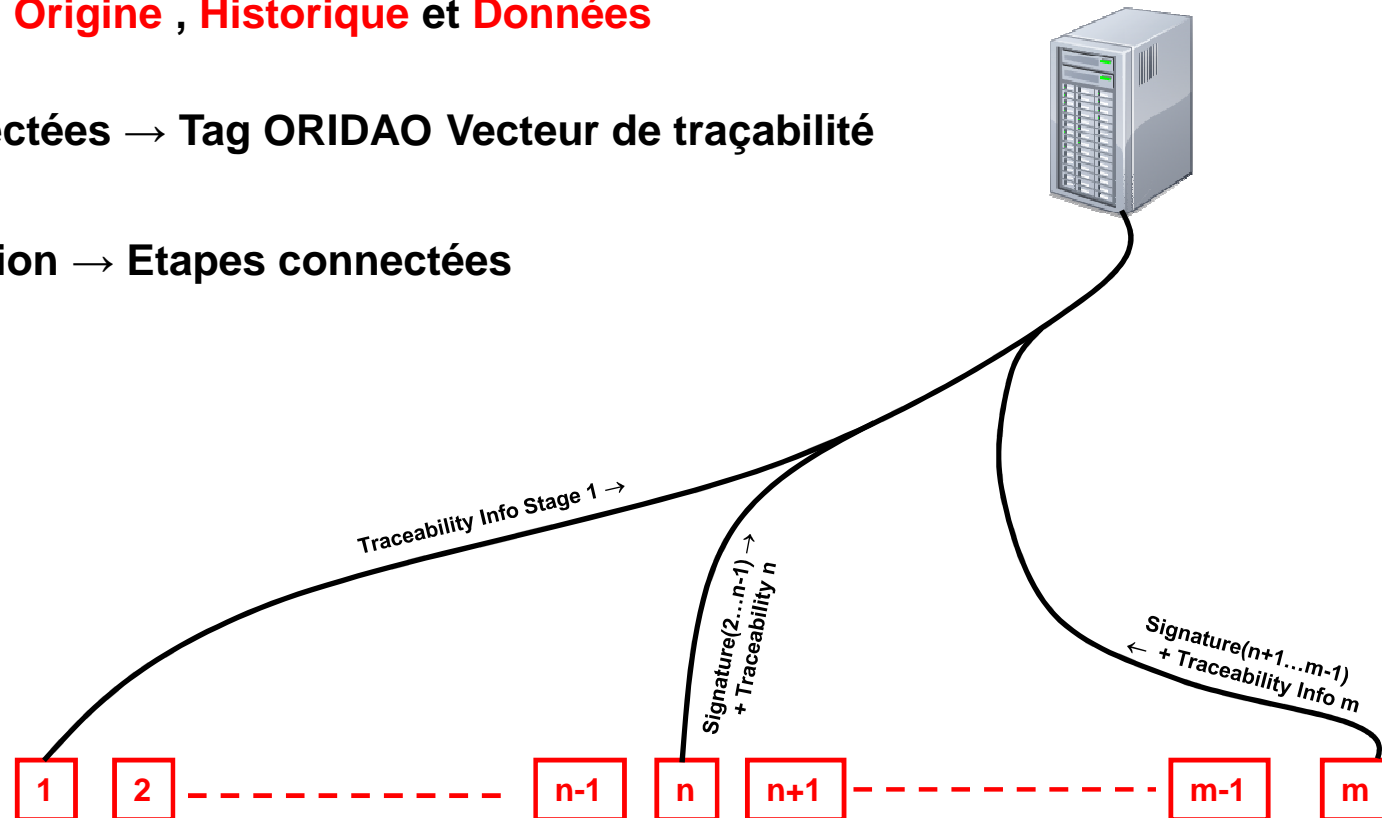 Origine , Historique et Données
ectées → Tag ORIDAO Vecteur de traçabilité
ion → Etapes connectées
Traceability Info Stage 1 →
Signature(2…n-1) →
+ Traceability n
Signature(n+1…m-1)
← + Traceability Info m
1 2 n-1 n n+1 m-1 m